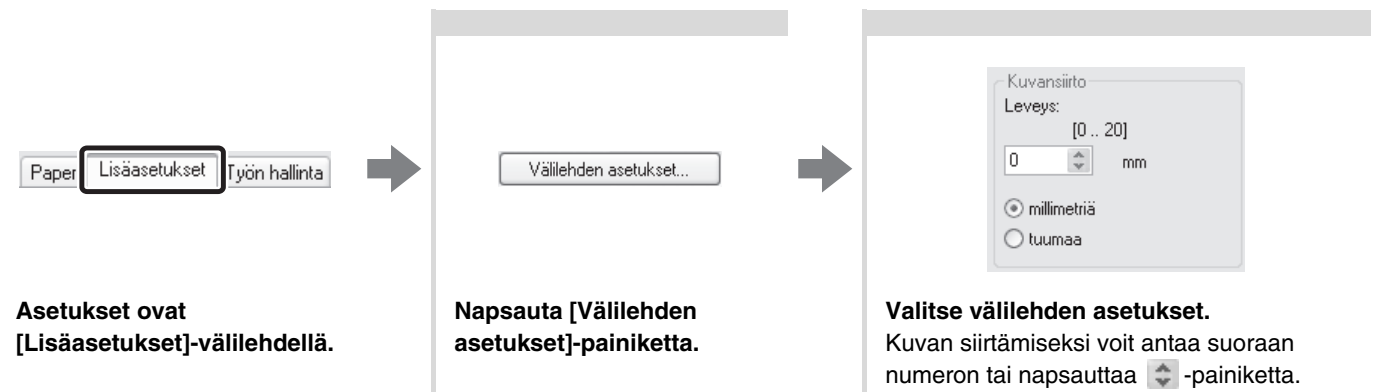 Paper
Lisäasetukset
Työn hallinta
Asetukset ovat
[Lisäasetukset]-välilehdellä.
Välilehden asetukset...
Napsauta [Välilehden
asetukset]-painiketta.
Kuvansiirto
Leveys:
[0 .. 20]
0 mm
millimetriä
tuumaa
Valitse välilehden asetukset.
Kuvan siirtämiseksi voit antaa suoraan
numeron tai napsauttaa -painiketta.